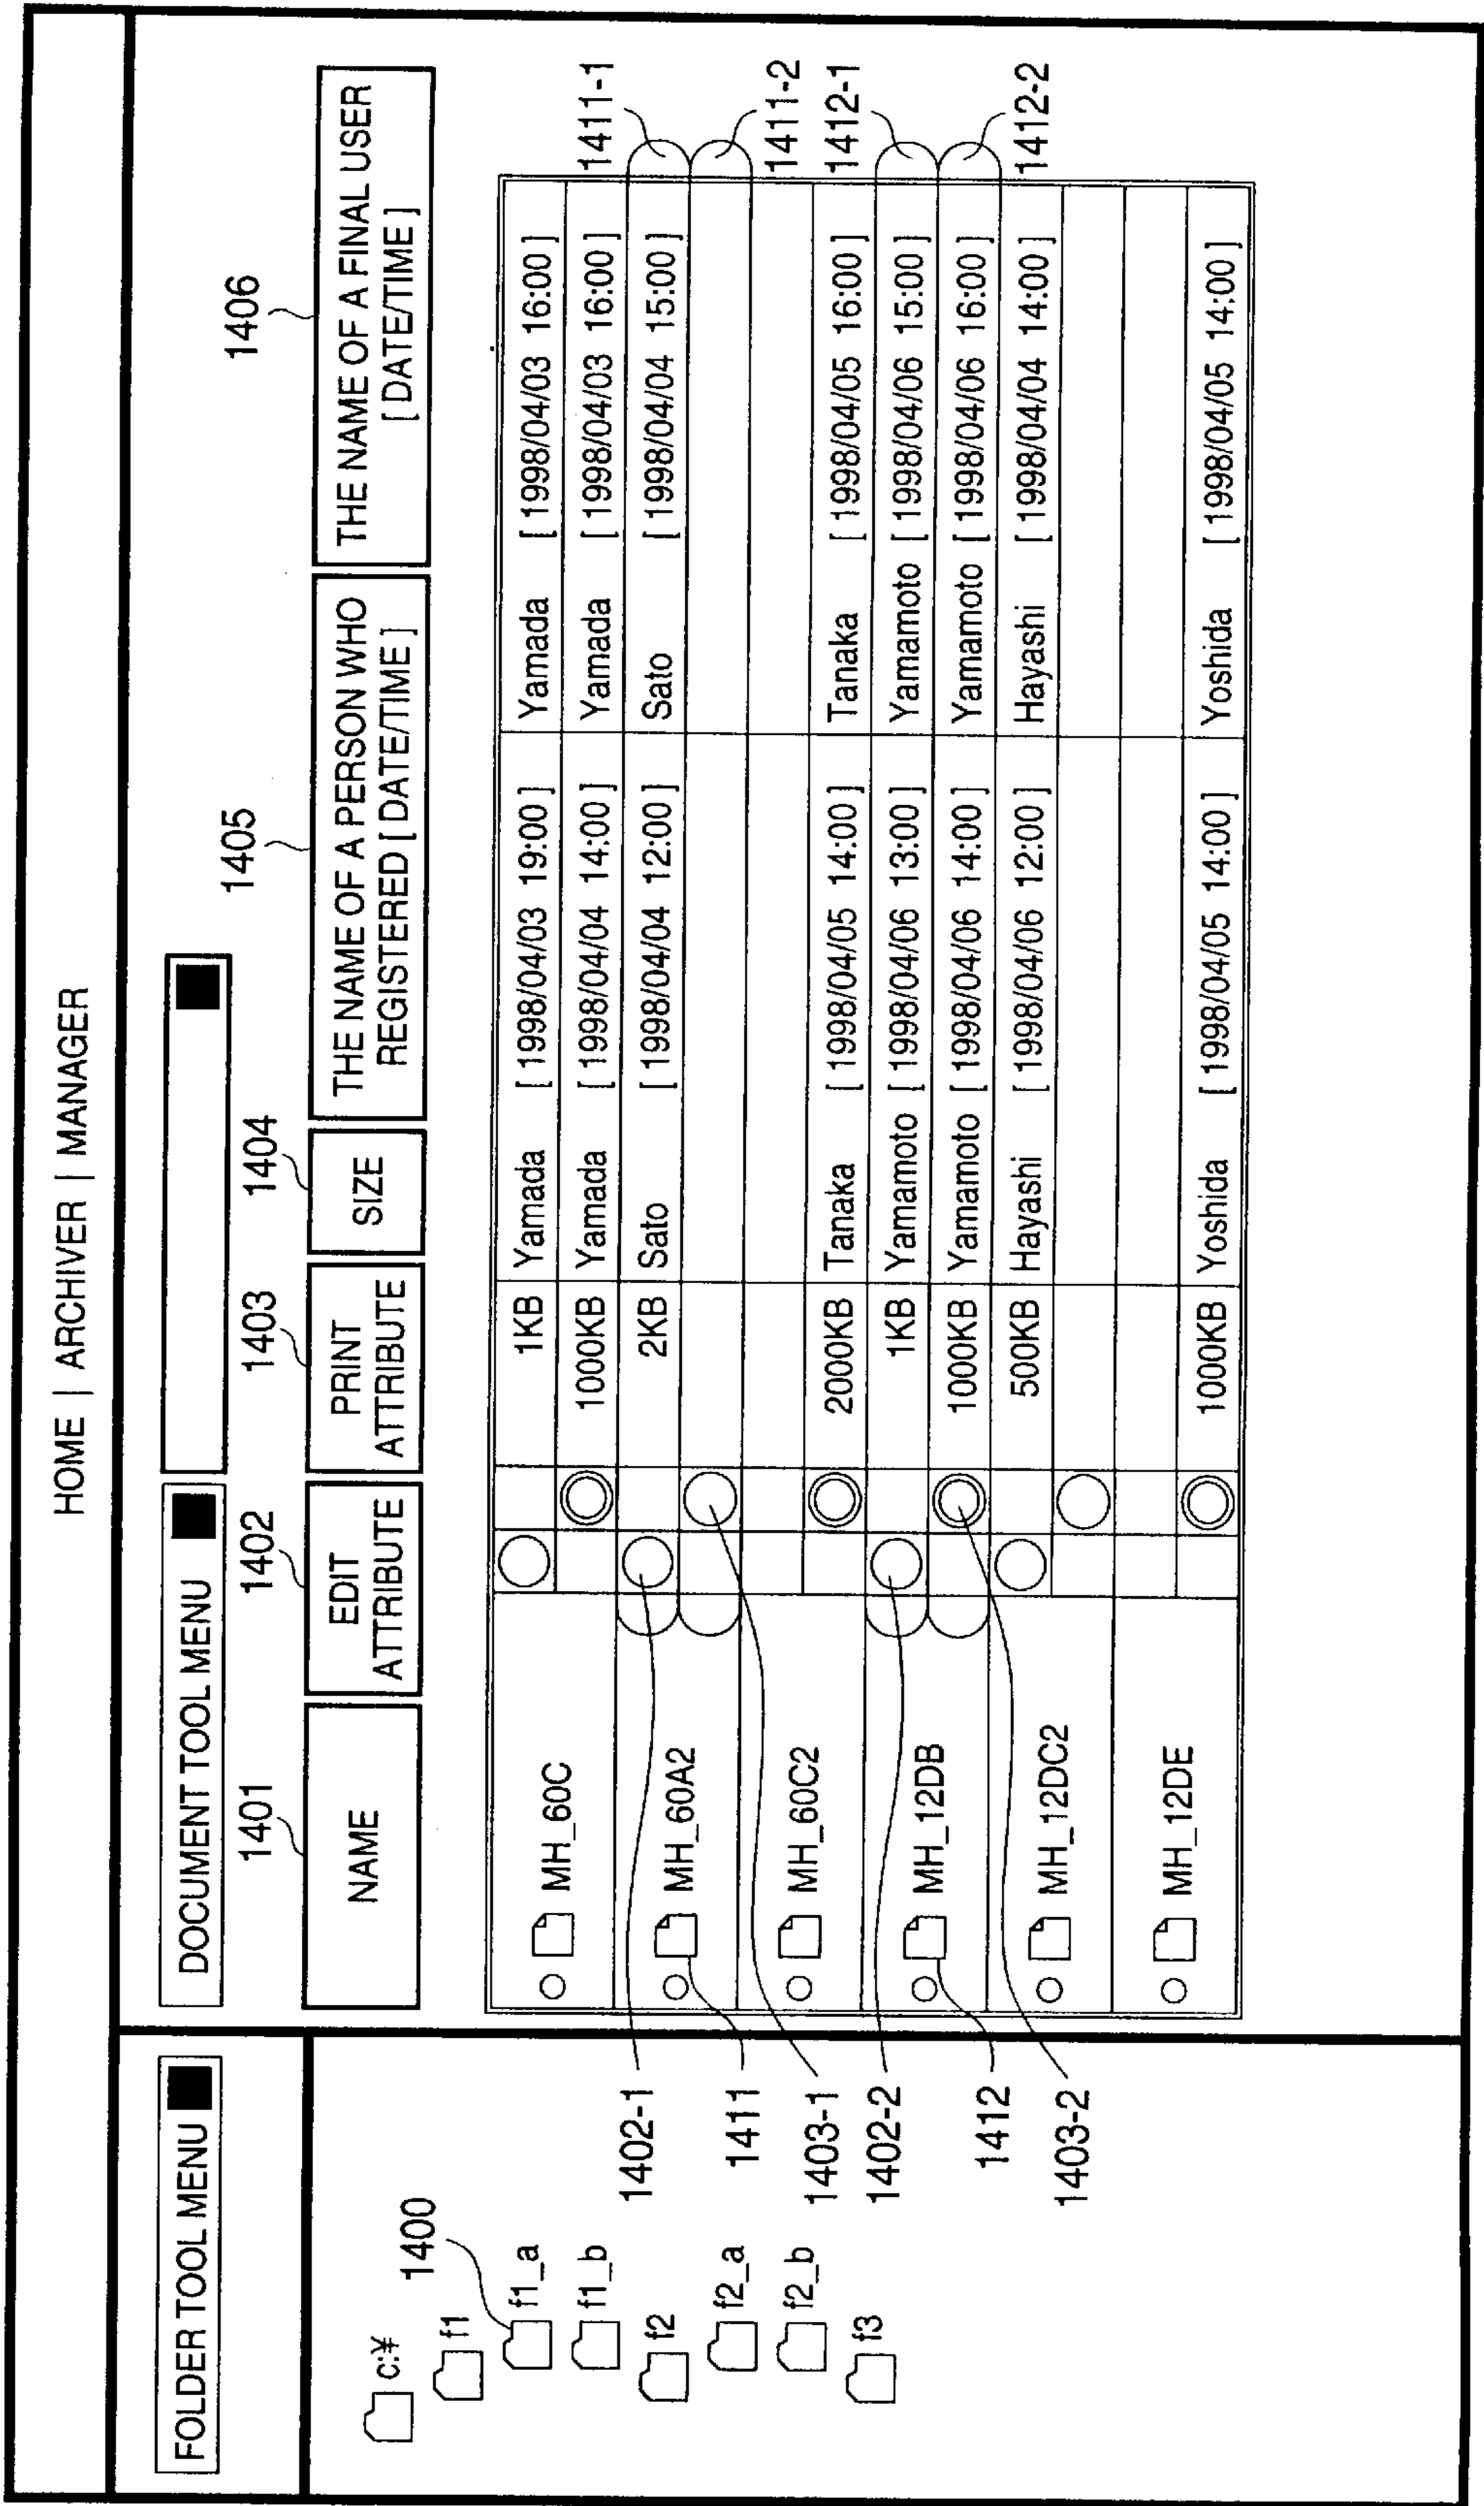 HOME | ARCHIVER | MANAGER
FOLDER TOOL MENU
DOCUMENT TOOL MENU
1401
1402
1403
1404
1405
1406
NAME
EDIT ATTRIBUTE
PRINT ATTRIBUTE
SIZE
THE NAME OF A PERSON WHO REGISTERED [ DATE/TIME ]
THE NAME OF A FINAL USER [ DATE/TIME ]
c:¥
f1
1400
f1_a
f1_b
f2
f2_a
f2_b
f3
MH_60C
1KB Yamada [ 1998/04/03 19:00 ] Yamada [ 1998/04/03 16:00 ]
1000KB Yamada [ 1998/04/04 14:00 ] Yamada [ 1998/04/03 16:00 ]
1411-1
1402-1
MH_60A2
2KB Sato [ 1998/04/04 12:00 ] Sato [ 1998/04/04 15:00 ]
1411
1411-2
1403-1
MH_60C2
2000KB Tanaka [ 1998/04/05 14:00 ] Tanaka [ 1998/04/05 16:00 ]
1412-1
1402-2
MH_12DB
1KB Yamamoto [ 1998/04/06 13:00 ] Yamamoto [ 1998/04/06 15:00 ]
1000KB Yamamoto [ 1998/04/06 14:00 ] Yamamoto [ 1998/04/06 16:00 ]
1412
1412-2
1403-2
MH_12DC2
500KB Hayashi [ 1998/04/06 12:00 ] Hayashi [ 1998/04/04 14:00 ]
MH_12DE
1000KB Yoshida [ 1998/04/05 14:00 ] Yoshida [ 1998/04/05 14:00 ]